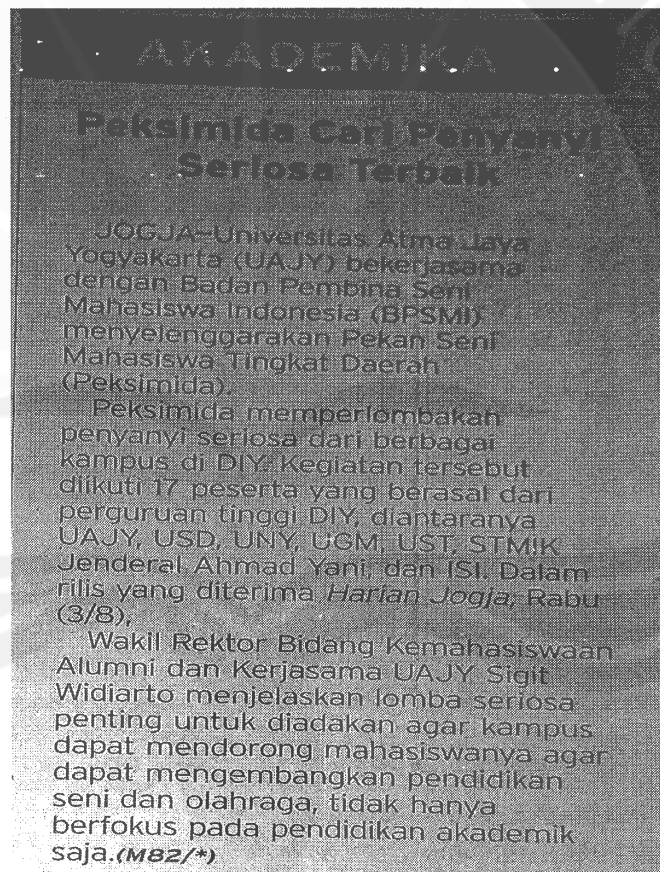 AKADEMIKA
Peksimida Cari Penyanyi
Seriosa Terbaik
JOGJA–Universitas Atma Jaya
Yogyakarta (UAJY) bekerjasama
dengan Badan Pembina Seni
Mahasiswa Indonesia (BPSMI)
menyelenggarakan Pekan Seni
Mahasiswa Tingkat Daerah
(Peksimida).
Peksimida memperlombakan
penyanyi seriosa dari berbagai
kampus di DIY. Kegiatan tersebut
diikuti 17 peserta yang berasal dari
perguruan tinggi DIY, diantaranya
UAJY, USD, UNY, UGM, UST, STMIK
Jenderal Ahmad Yani, dan ISI. Dalam
rilis yang diterima Harian Jogja, Rabu
(3/8),
Wakil Rektor Bidang Kemahasiswaan
Alumni dan Kerjasama UAJY Sigit
Widiarto menjelaskan lomba seriosa
penting untuk diadakan agar kampus
dapat mendorong mahasiswanya agar
dapat mengembangkan pendidikan
seni dan olahraga, tidak hanya
berfokus pada pendidikan akademik
saja.(M82/*)